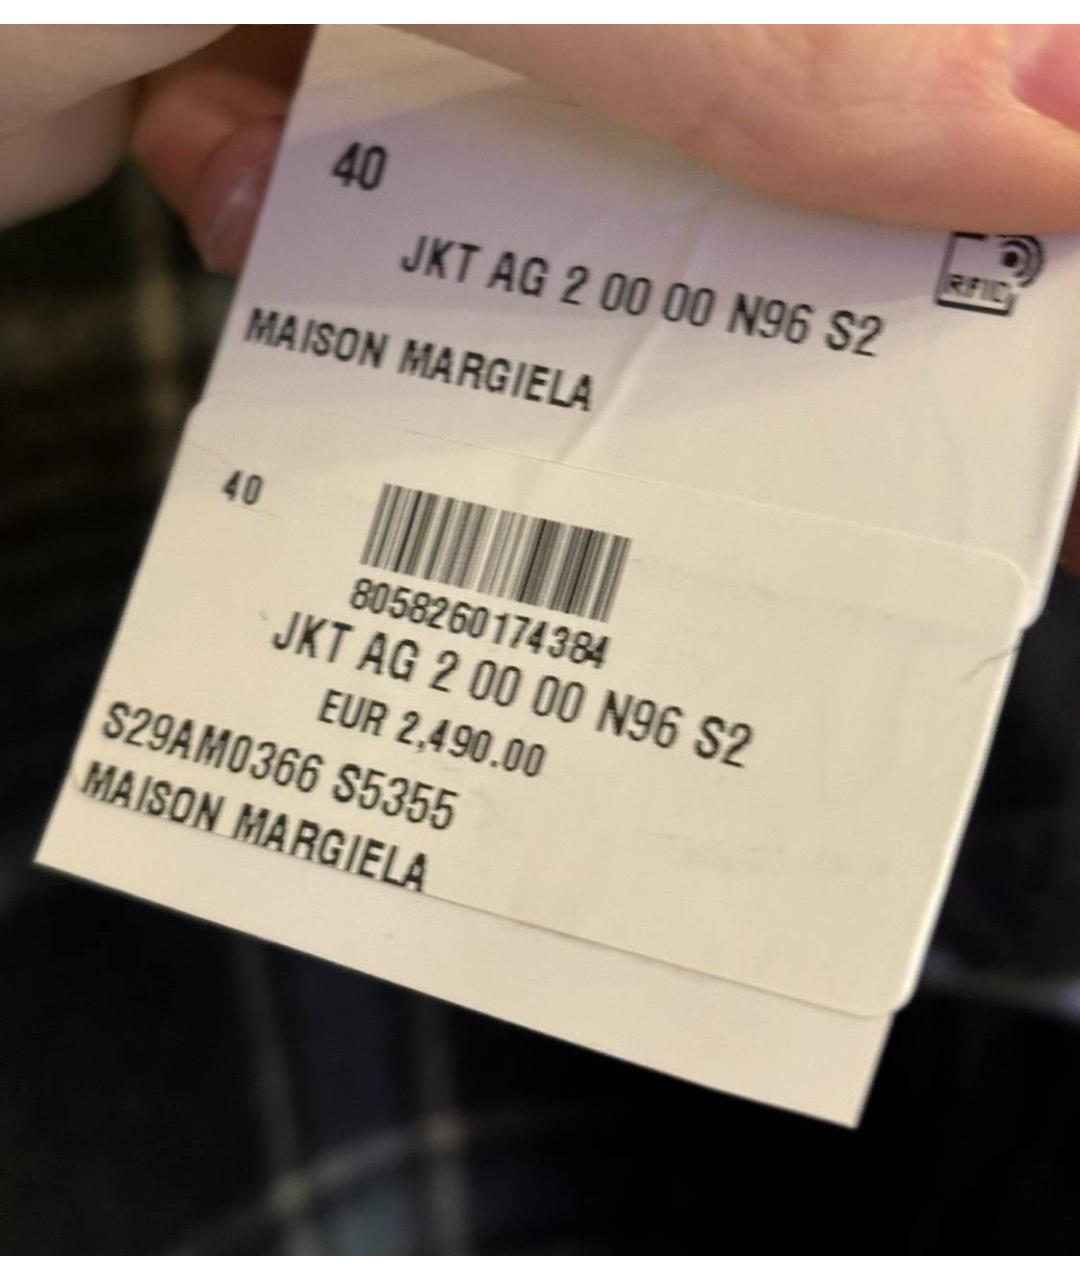 40
JKT AG 2 00 00 N96 S2
RFID
MAISON MARGIELA
40
8058260174384
JKT AG 2 00 00 N96 S2
EUR 2,490.00
S29AM0366 S5355
MAISON MARGIELA